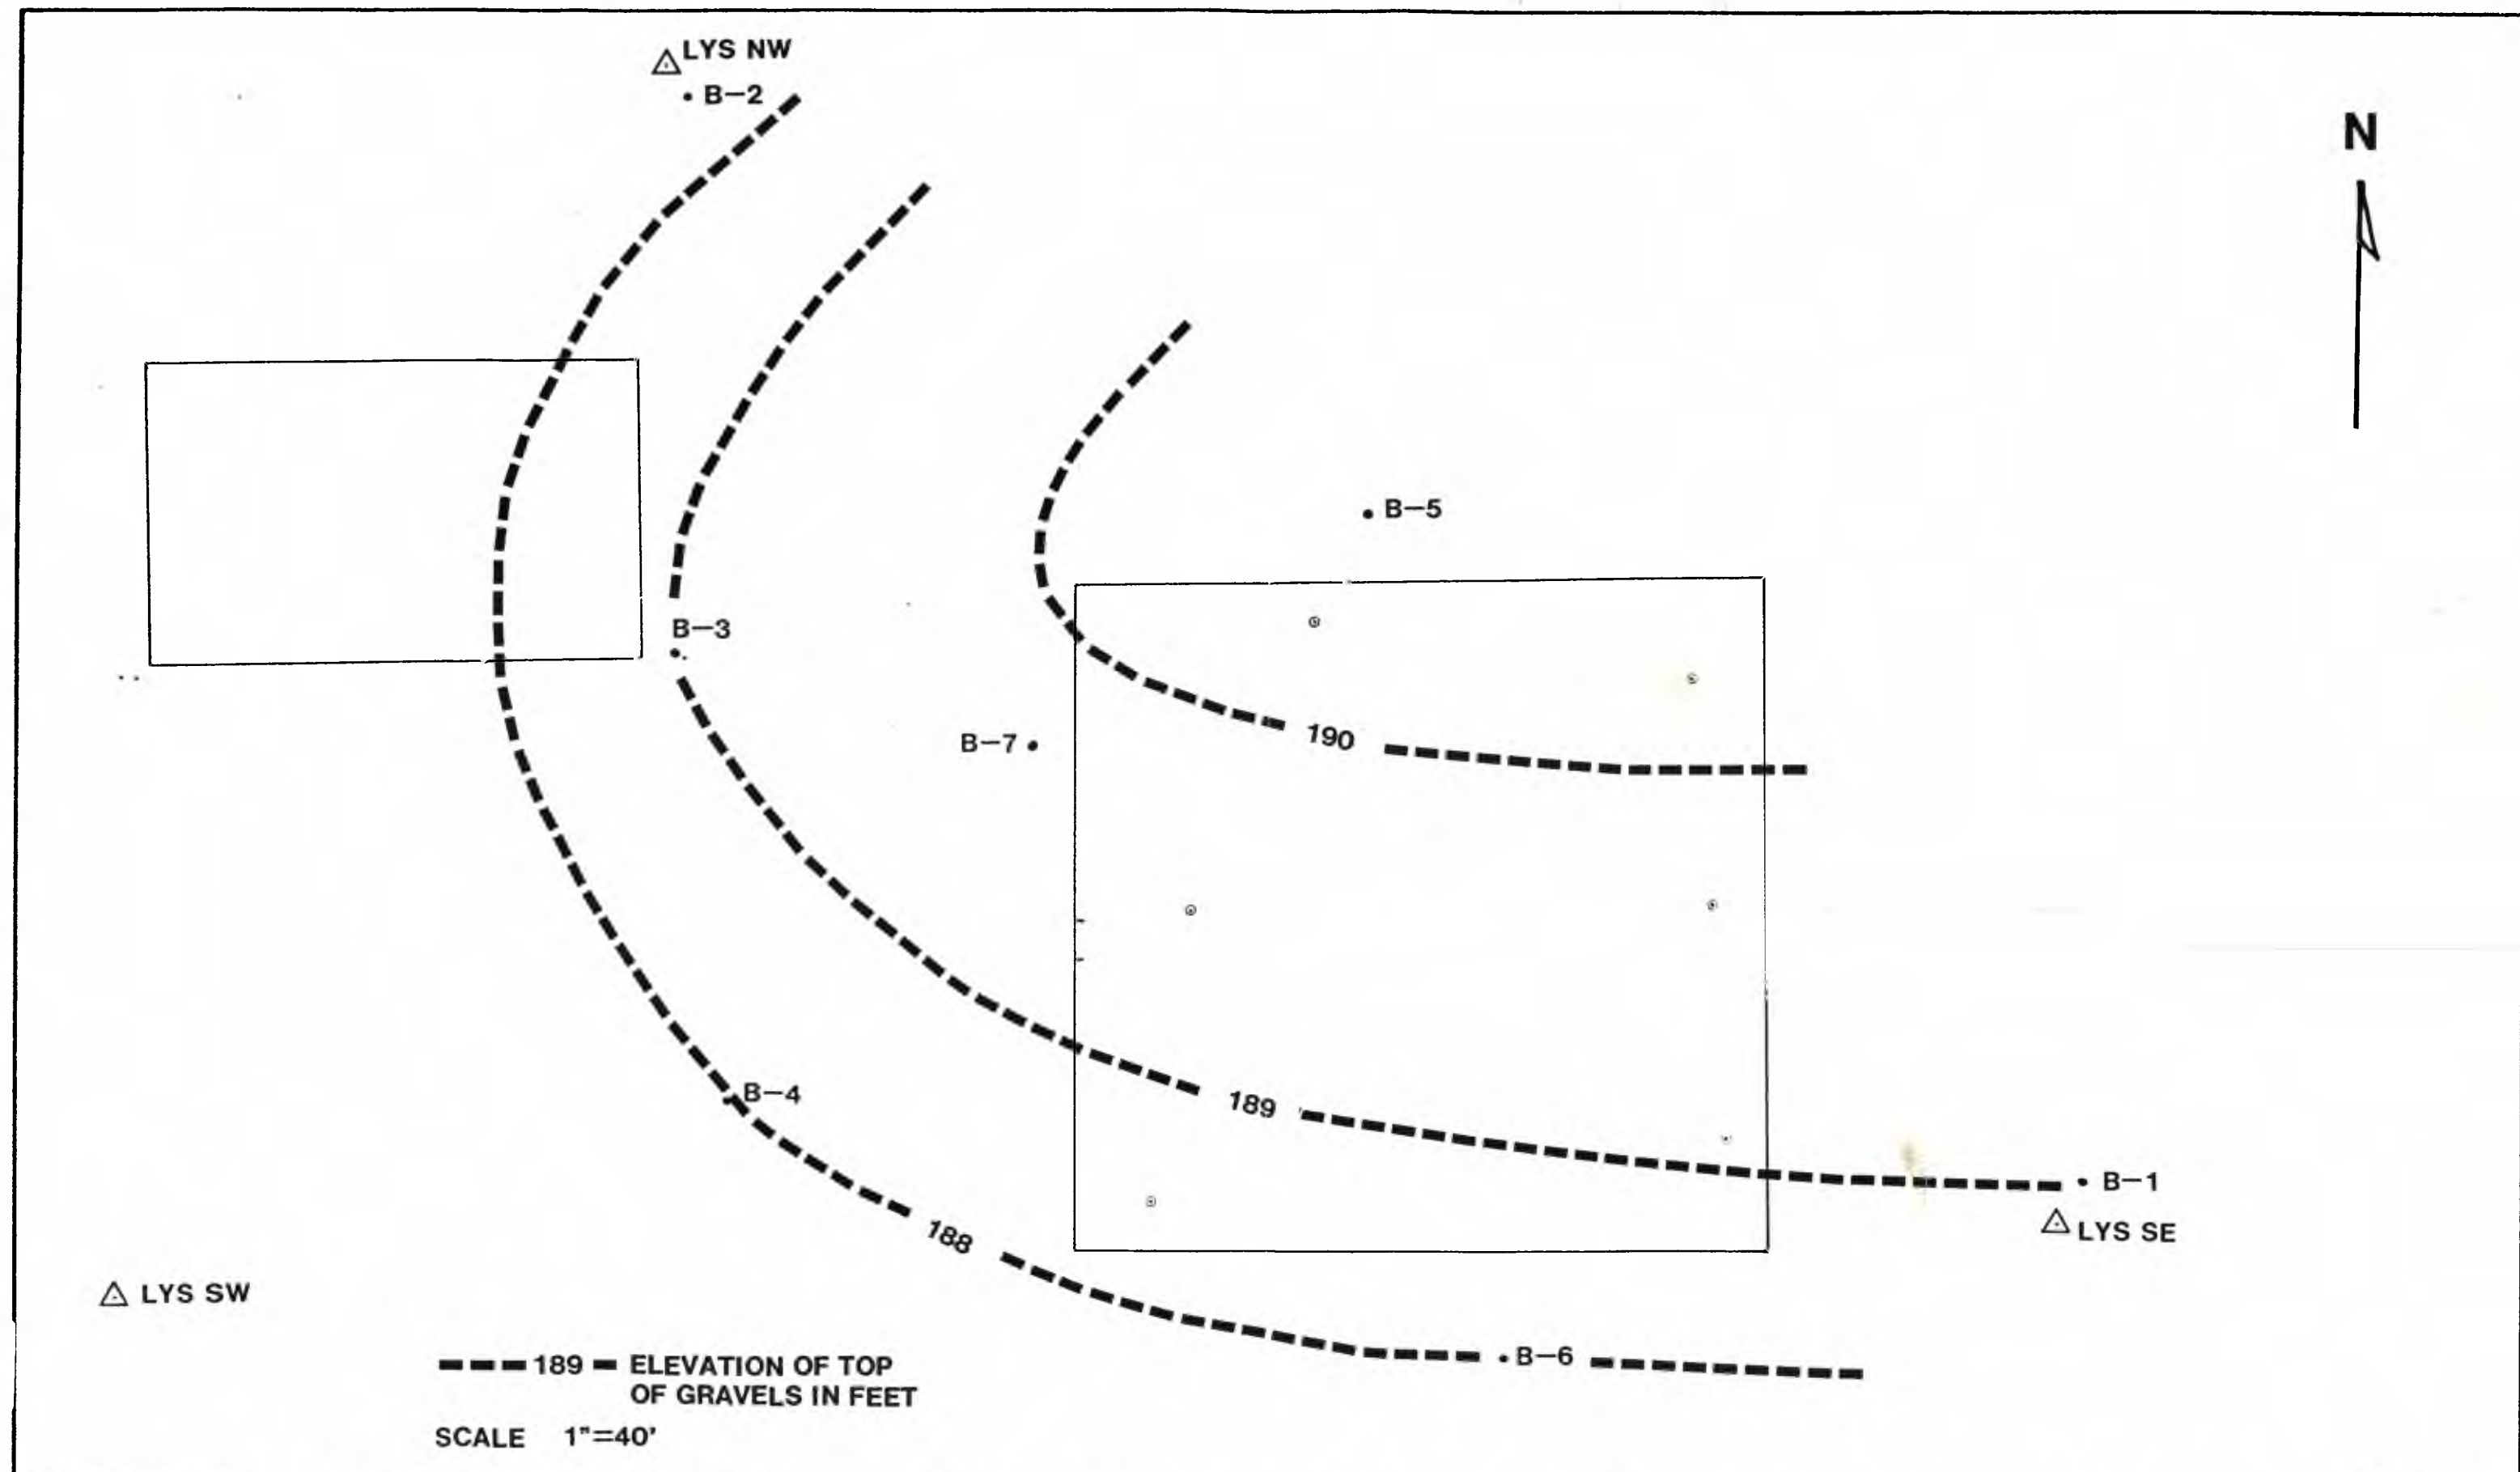 LYS NW
B—2
N
B—5
B—3
B—7
190
B—4
189
B—1
188
LYS SE
LYS SW
B—6
189 ELEVATION OF TOP
OF GRAVELS IN FEET
SCALE 1"=40'